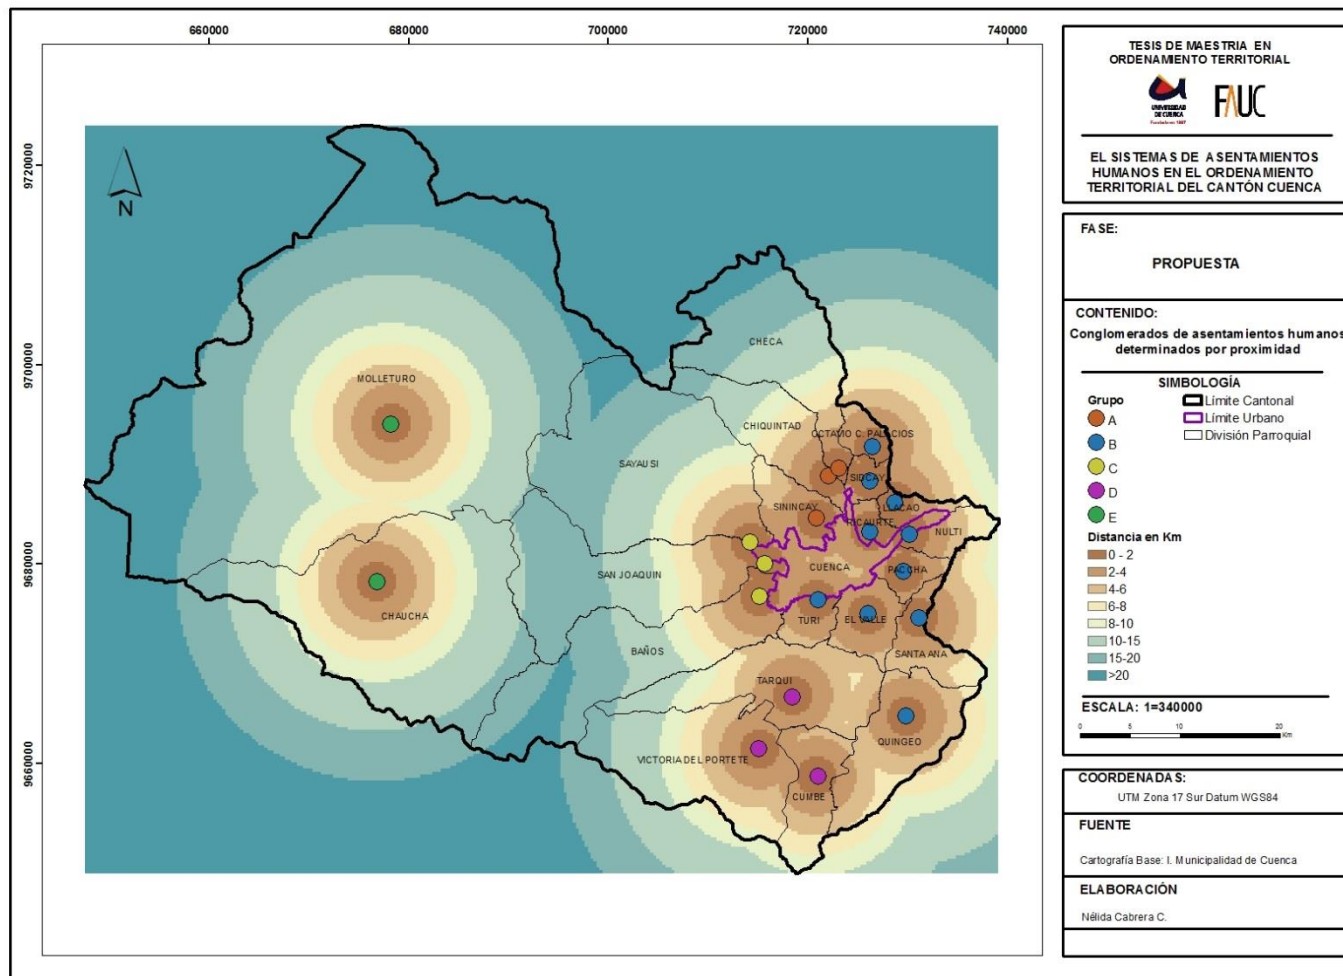 660000
680000
700000
720000
740000
9720000
9700000
9680000
9660000
N
CHECA
MOLLETURO
CHIQUINTAD
OCTAVIO C. PALACIOS
SAYAUSI
SIDCAY
SININCAY
LLACAO
RICAURTE
NULTI
CUENCA
PACCHA
SAN JOAQUIN
CHAUCHA
TURI
EL VALLE
BAÑOS
SANTA ANA
TARQUI
QUINGEO
VICTORIA DEL PORTETE
CUMBE
TESIS DE MAESTRIA EN
ORDENAMIENTO TERRITORIAL
UNIVERSIDAD
DE CUENCA
FAUC
EL SISTEMAS DE ASENTAMIENTOS
HUMANOS EN EL ORDENAMIENTO
TERRITORIAL DEL CANTÓN CUENCA
FASE:
PROPUESTA
CONTENIDO:
Conglomerados de asentamientos humanos
determinados por proximidad
SIMBOLOGÍA
Grupo
A
B
C
D
E
Límite Cantonal
Límite Urbano
División Parroquial
Distancia en Km
0 - 2
2-4
4-6
6-8
8-10
10-15
15-20
>20
ESCALA: 1=340000
0 5 10 20
Km
COORDENADAS:
UTM Zona 17 Sur Datum WGS84
FUENTE
Cartografía Base: I. Municipalidad de Cuenca
ELABORACIÓN
Nélida Cabrera C.